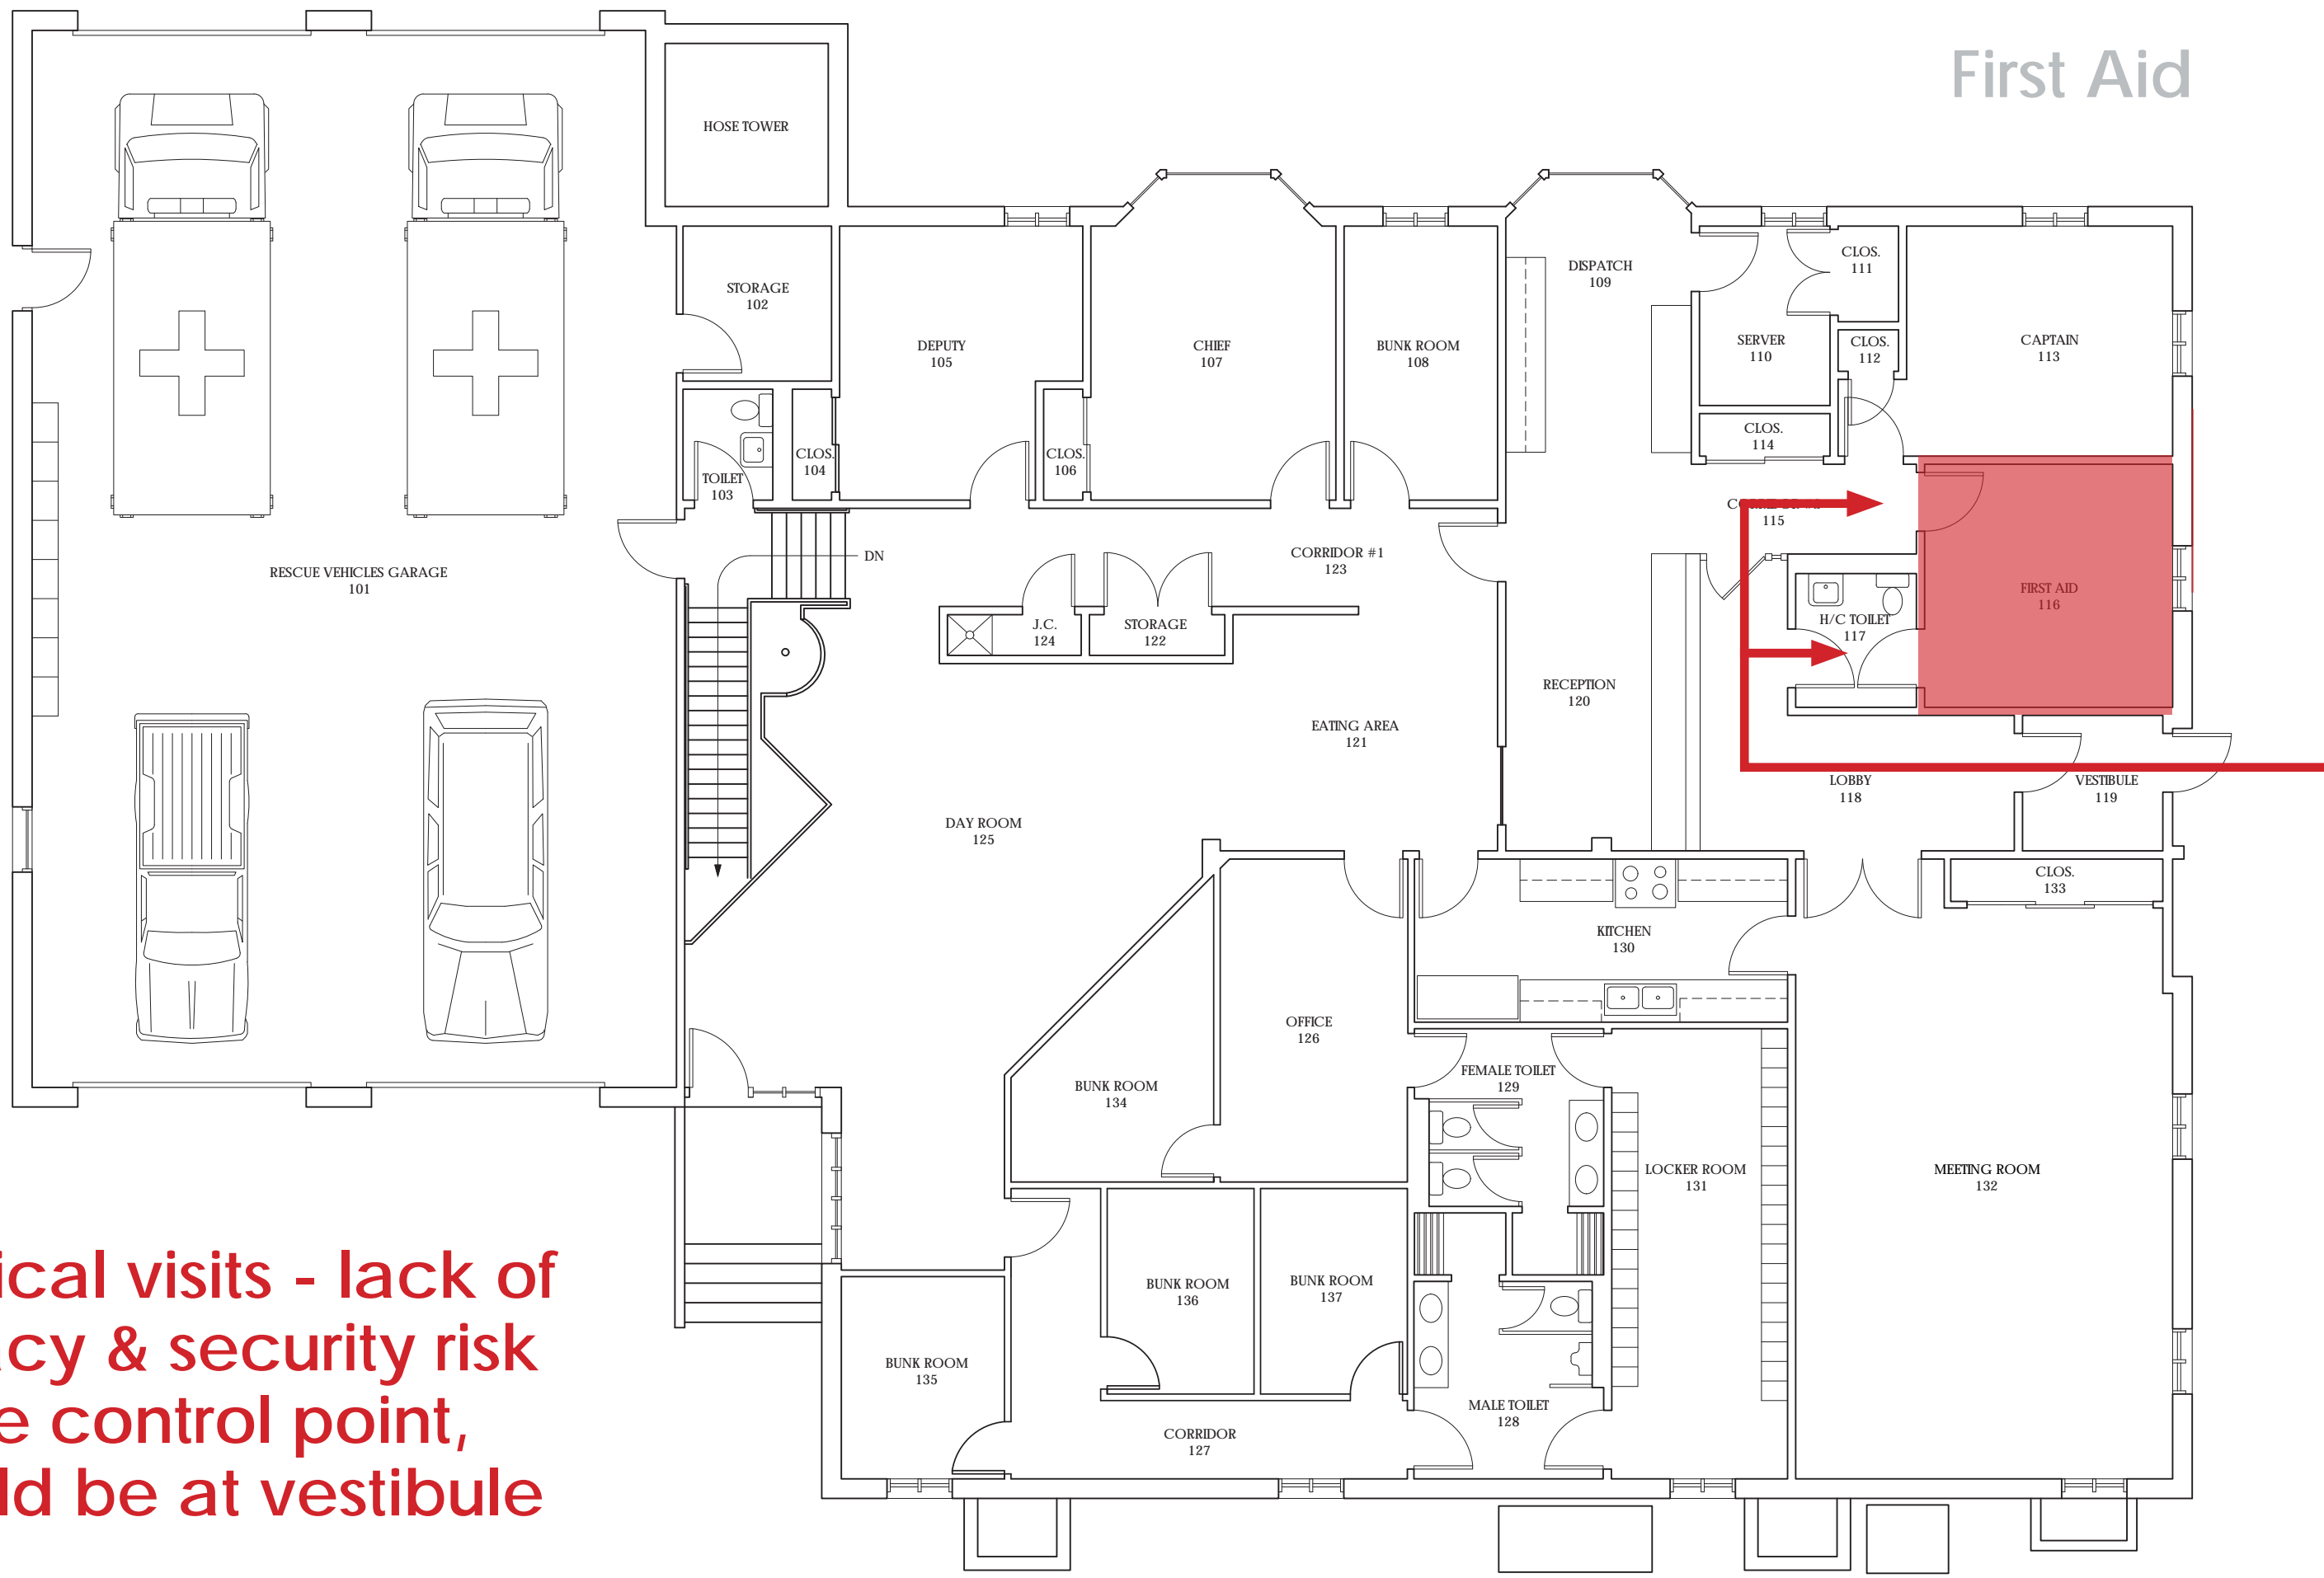 First Aid
HOSE TOWER
STORAGE
102
DEPUTY
105
CHIEF
107
BUNK ROOM
108
DISPATCH
109
SERVER
110
CLOS.
111
CLOS.
112
CAPTAIN
113
CLOS.
114
TOILET
103
CLOS.
104
CLOS.
106
115
RESCUE VEHICLES GARAGE
101
DN
CORRIDOR #1
123
J.C.
124
STORAGE
122
H/C TOILET
117
FIRST AID
116
RECEPTION
120
EATING AREA
121
LOBBY
118
VESTIBULE
119
DAY ROOM
125
CLOS.
133
KITCHEN
130
OFFICE
126
BUNK ROOM
134
FEMALE TOILET
129
LOCKER ROOM
131
MEETING ROOM
132
BUNK ROOM
136
BUNK ROOM
137
BUNK ROOM
135
MALE TOILET
128
CORRIDOR
127
ical visits - lack of
cy & security risk
e control point,
ld be at vestibule